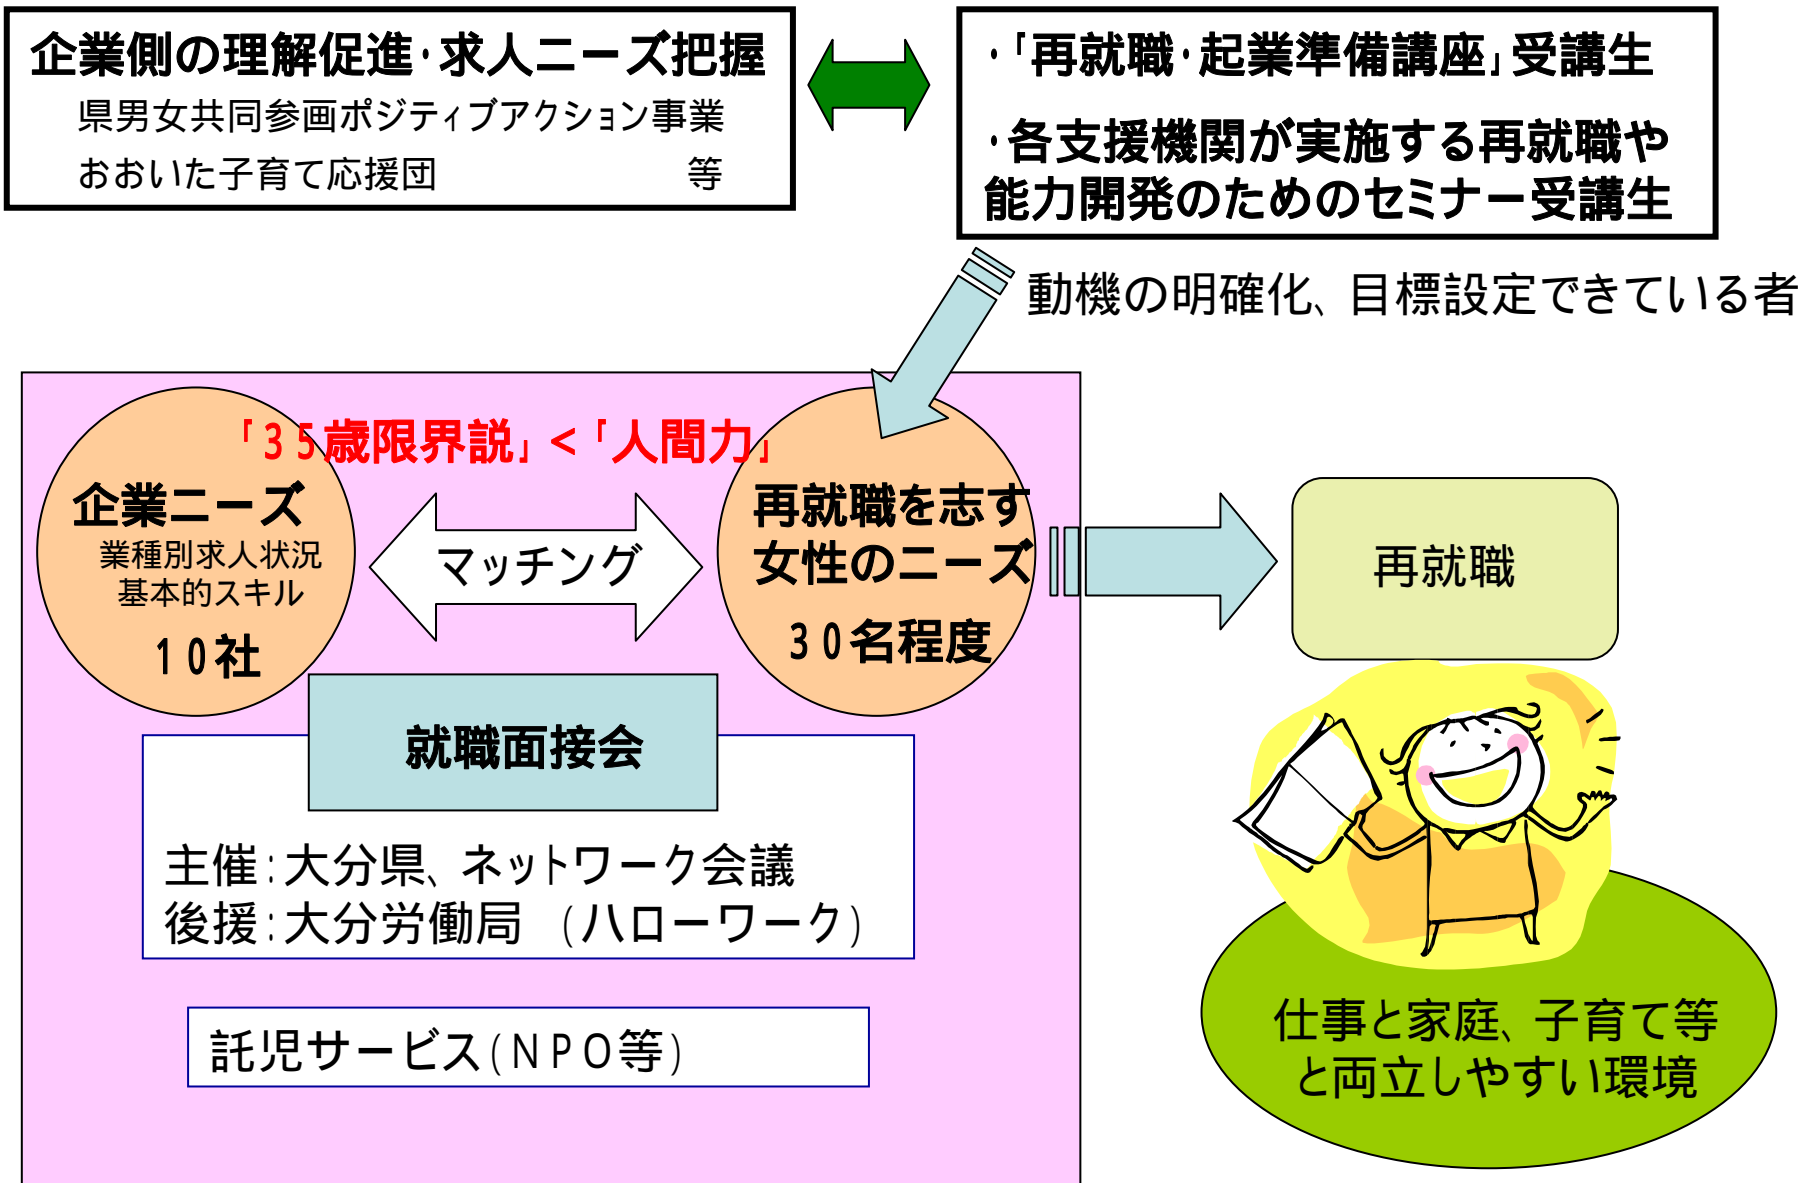 企業側の理解促進・求人ニーズ把握
県男女共同参画ポジティブアクション事業
おおいた子育て応援団　　　　　　　等
・「再就職・起業準備講座」受講生
・各支援機関が実施する再就職や
能力開発のためのセミナー受講生
動機の明確化、目標設定できている者
「３５歳限界説」＜「人間力」
企業ニーズ
業種別求人状況
基本的スキル
１０社
マッチング
再就職を志す
女性のニーズ
３０名程度
再就職
就職面接会
主催：大分県、ネットワーク会議
後援：大分労働局　（ハローワーク）
託児サービス（ＮＰＯ等）
仕事と家庭、子育て等
と両立しやすい環境